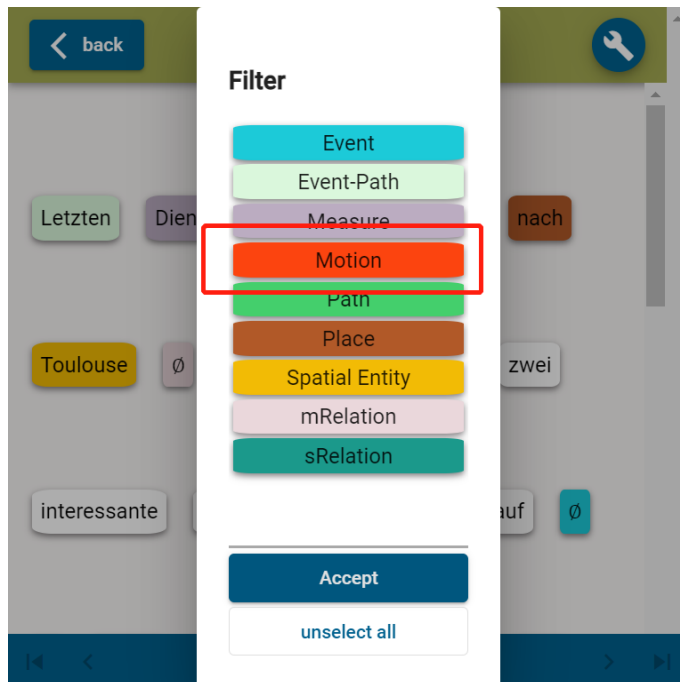 back
Filter
Event
Event-Path
Measure
Motion
Path
Place
Spatial Entity
mRelation
sRelation
Letzten Dien nach
Toulouse Ø zwei
interessante auf Ø
Accept
unselect all